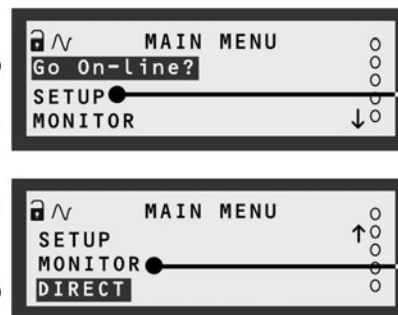 MAIN MENU
Go On-line?
SETUP
MONITOR
MAIN MENU
SETUP
MONITOR
DIRECT